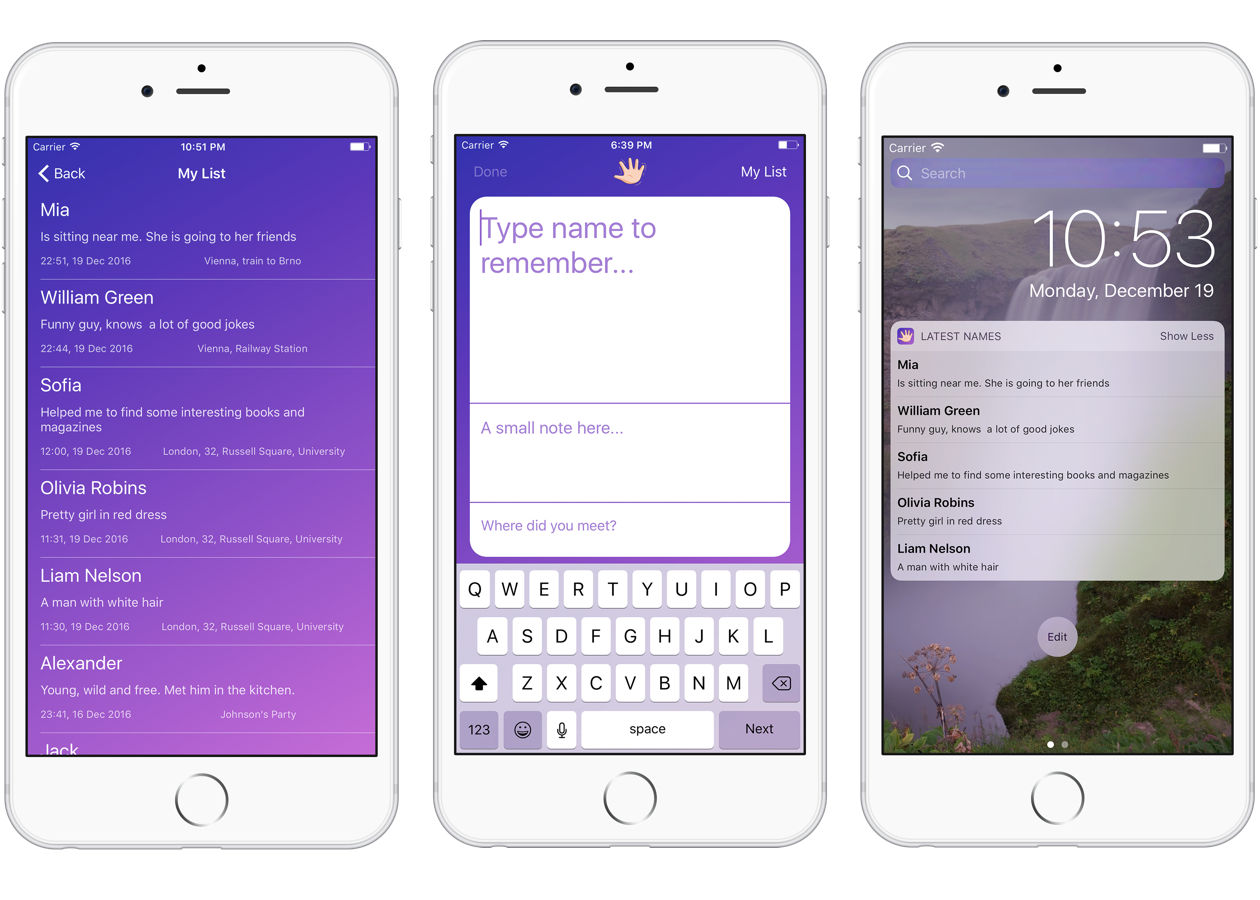 Carrier 10:51 PM
Back My List
Mia
Is sitting near me. She is going to her friends
22:51, 19 Dec 2016 Vienna, train to Brno
William Green
Funny guy, knows  a lot of good jokes
22:44, 19 Dec 2016 Vienna, Railway Station
Sofia
Helped me to find some interesting books and
magazines
12:00, 19 Dec 2016 London, 32, Russell Square, University
Olivia Robins
Pretty girl in red dress
11:31, 19 Dec 2016 London, 32, Russell Square, University
Liam Nelson
A man with white hair
11:30, 19 Dec 2016 London, 32, Russell Square, University
Alexander
Young, wild and free. Met him in the kitchen.
23:41, 16 Dec 2016 Johnson's Party
Jack
Carrier 6:39 PM
Done My List
Type name to
remember...
A small note here...
Where did you meet?
Q W E R T Y U I O P
A S D F G H J K L
Z X C V B N M
123 space Next
Carrier
Search
10:53
Monday, December 19
LATEST NAMES Show Less
Mia
Is sitting near me. She is going to her friends
William Green
Funny guy, knows  a lot of good jokes
Sofia
Helped me to find some interesting books and magazines
Olivia Robins
Pretty girl in red dress
Liam Nelson
A man with white hair
Edit